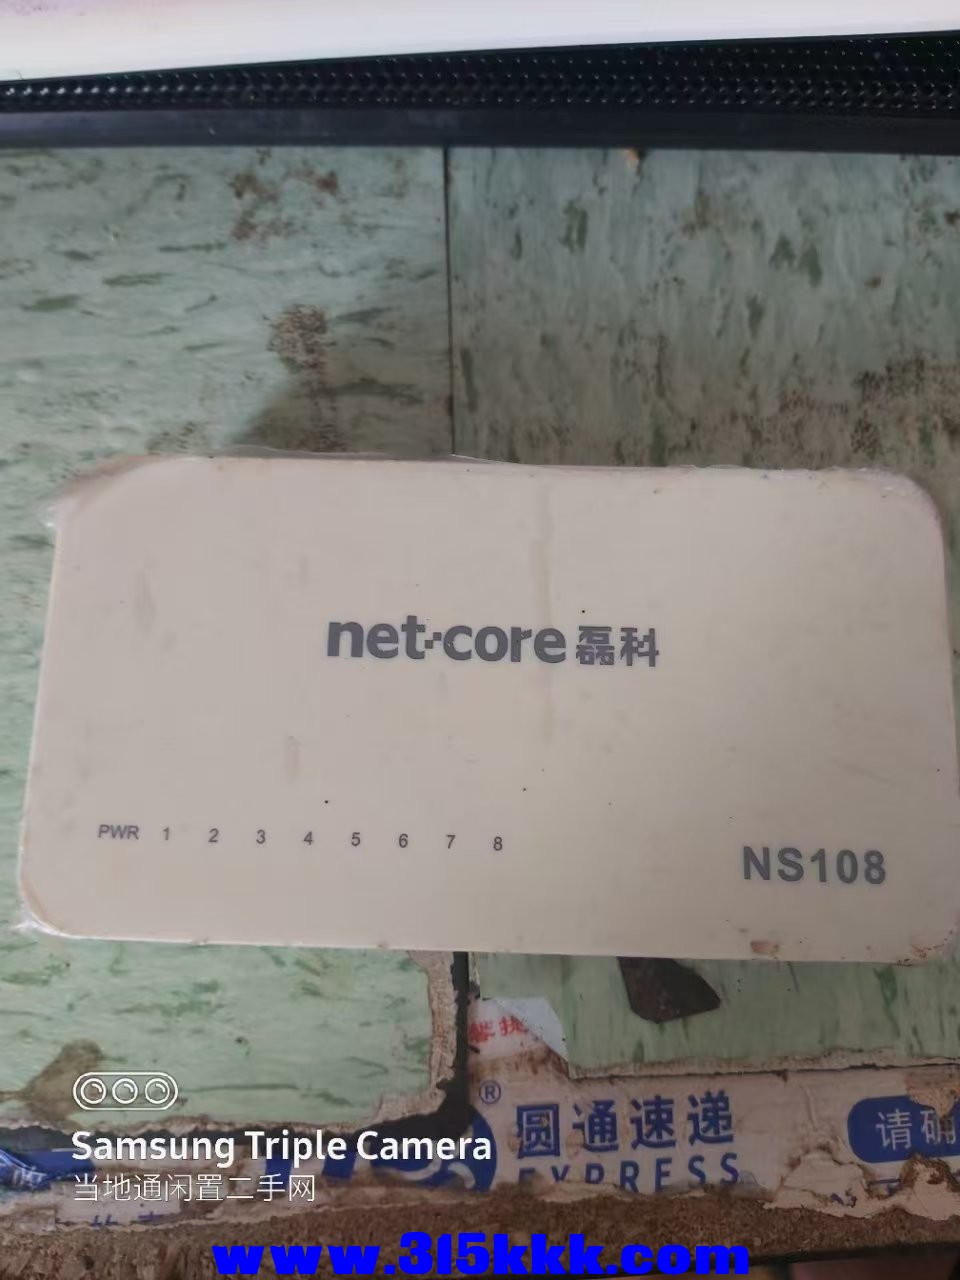 net·core 磊科
PWR 1 2 3 4 5 6 7 8
NS108
® 圆通速递
EXPRESS
请确
Samsung Triple Camera
当地通闲置二手网
www.315kkk.com